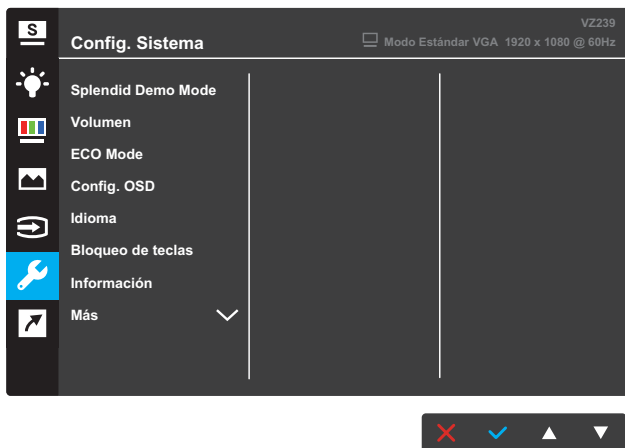 S
VZ239
Config. Sistema
Modo Estándar VGA 1920 x 1080 @ 60Hz
Splendid Demo Mode
Volumen
ECO Mode
Config. OSD
Idioma
Bloqueo de teclas
Información
Más